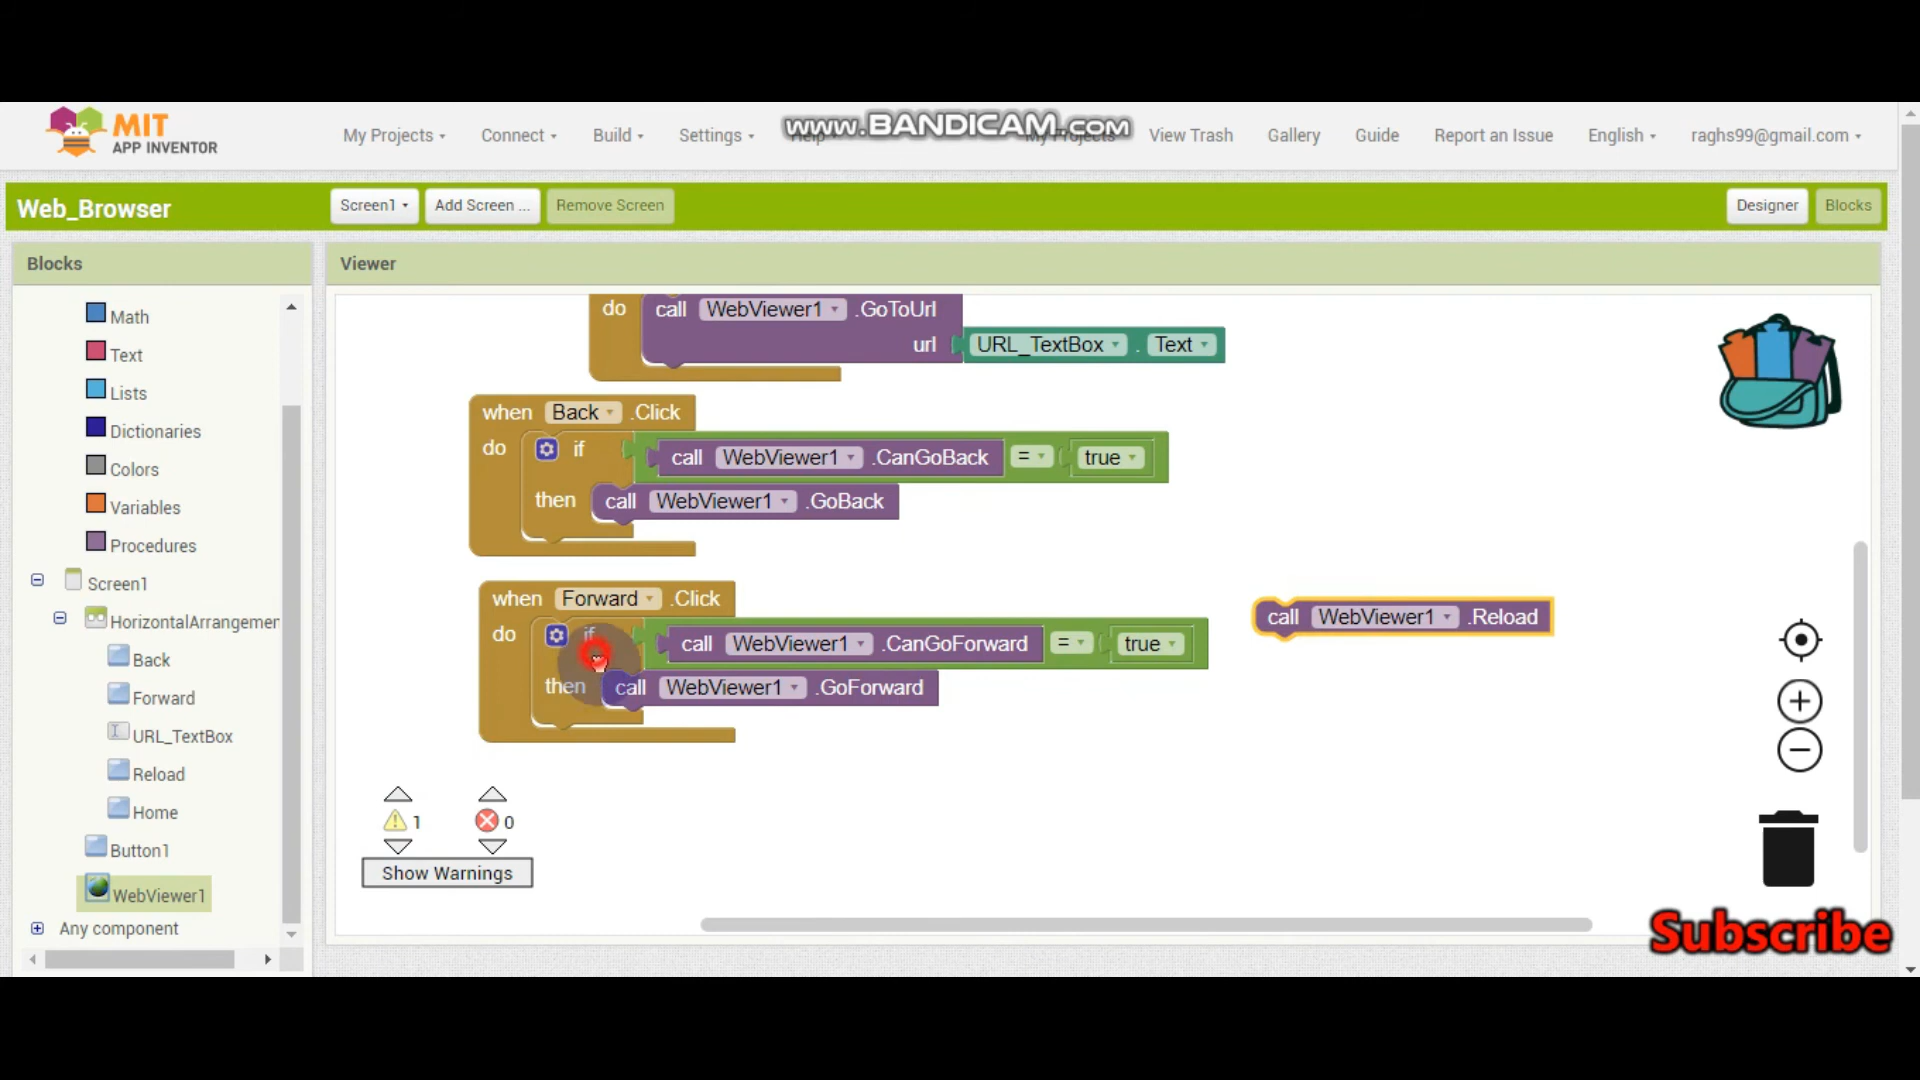 MIT
APP INVENTOR
My Projects
Connect
Build
Settings
Help
www.BANDICAM.com
My Projects
View Trash
Gallery
Guide
Report an Issue
English
raghs99@gmail.com
Web_Browser
Screen1
Add Screen ...
Remove Screen
Designer
Blocks
Blocks
Viewer
Math
Text
Lists
Dictionaries
Colors
Variables
Procedures
Screen1
HorizontalArrangemer
Back
Forward
URL_TextBox
Reload
Home
Button1
WebViewer1
Any component
do call WebViewer1 .GoToUrl
url URL_TextBox . Text
when Back .Click
do if call WebViewer1 .CanGoBack = true
then call WebViewer1 .GoBack
when Forward .Click
do if call WebViewer1 .CanGoForward = true
then call WebViewer1 .GoForward
call WebViewer1 .Reload
1 0
Show Warnings
Subscribe